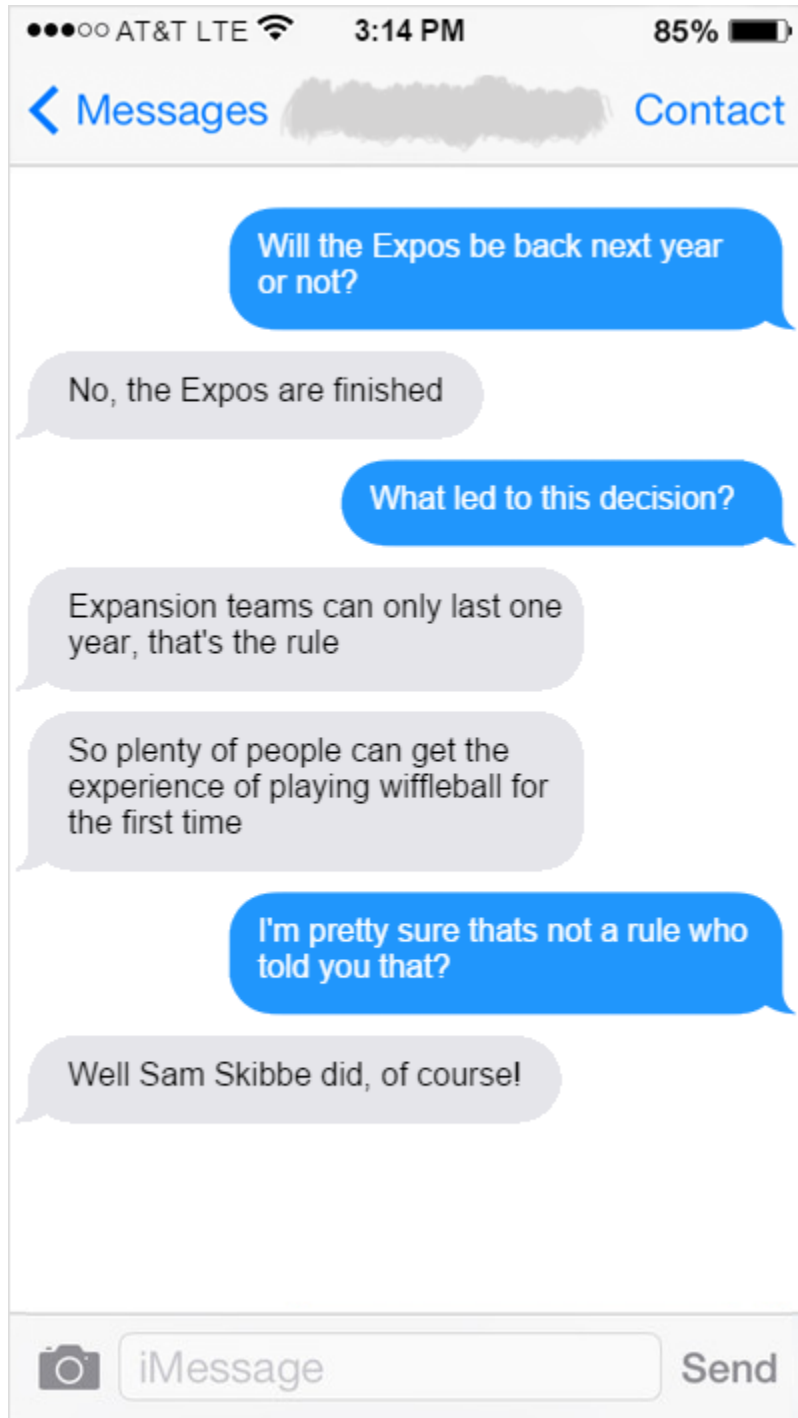 AT&T LTE 3:14 PM 85%
Messages Contact
Will the Expos be back next year
or not?
No, the Expos are finished
What led to this decision?
Expansion teams can only last one
year, that's the rule
So plenty of people can get the
experience of playing wiffleball for
the first time
I'm pretty sure thats not a rule who
told you that?
Well Sam Skibbe did, of course!
iMessage Send